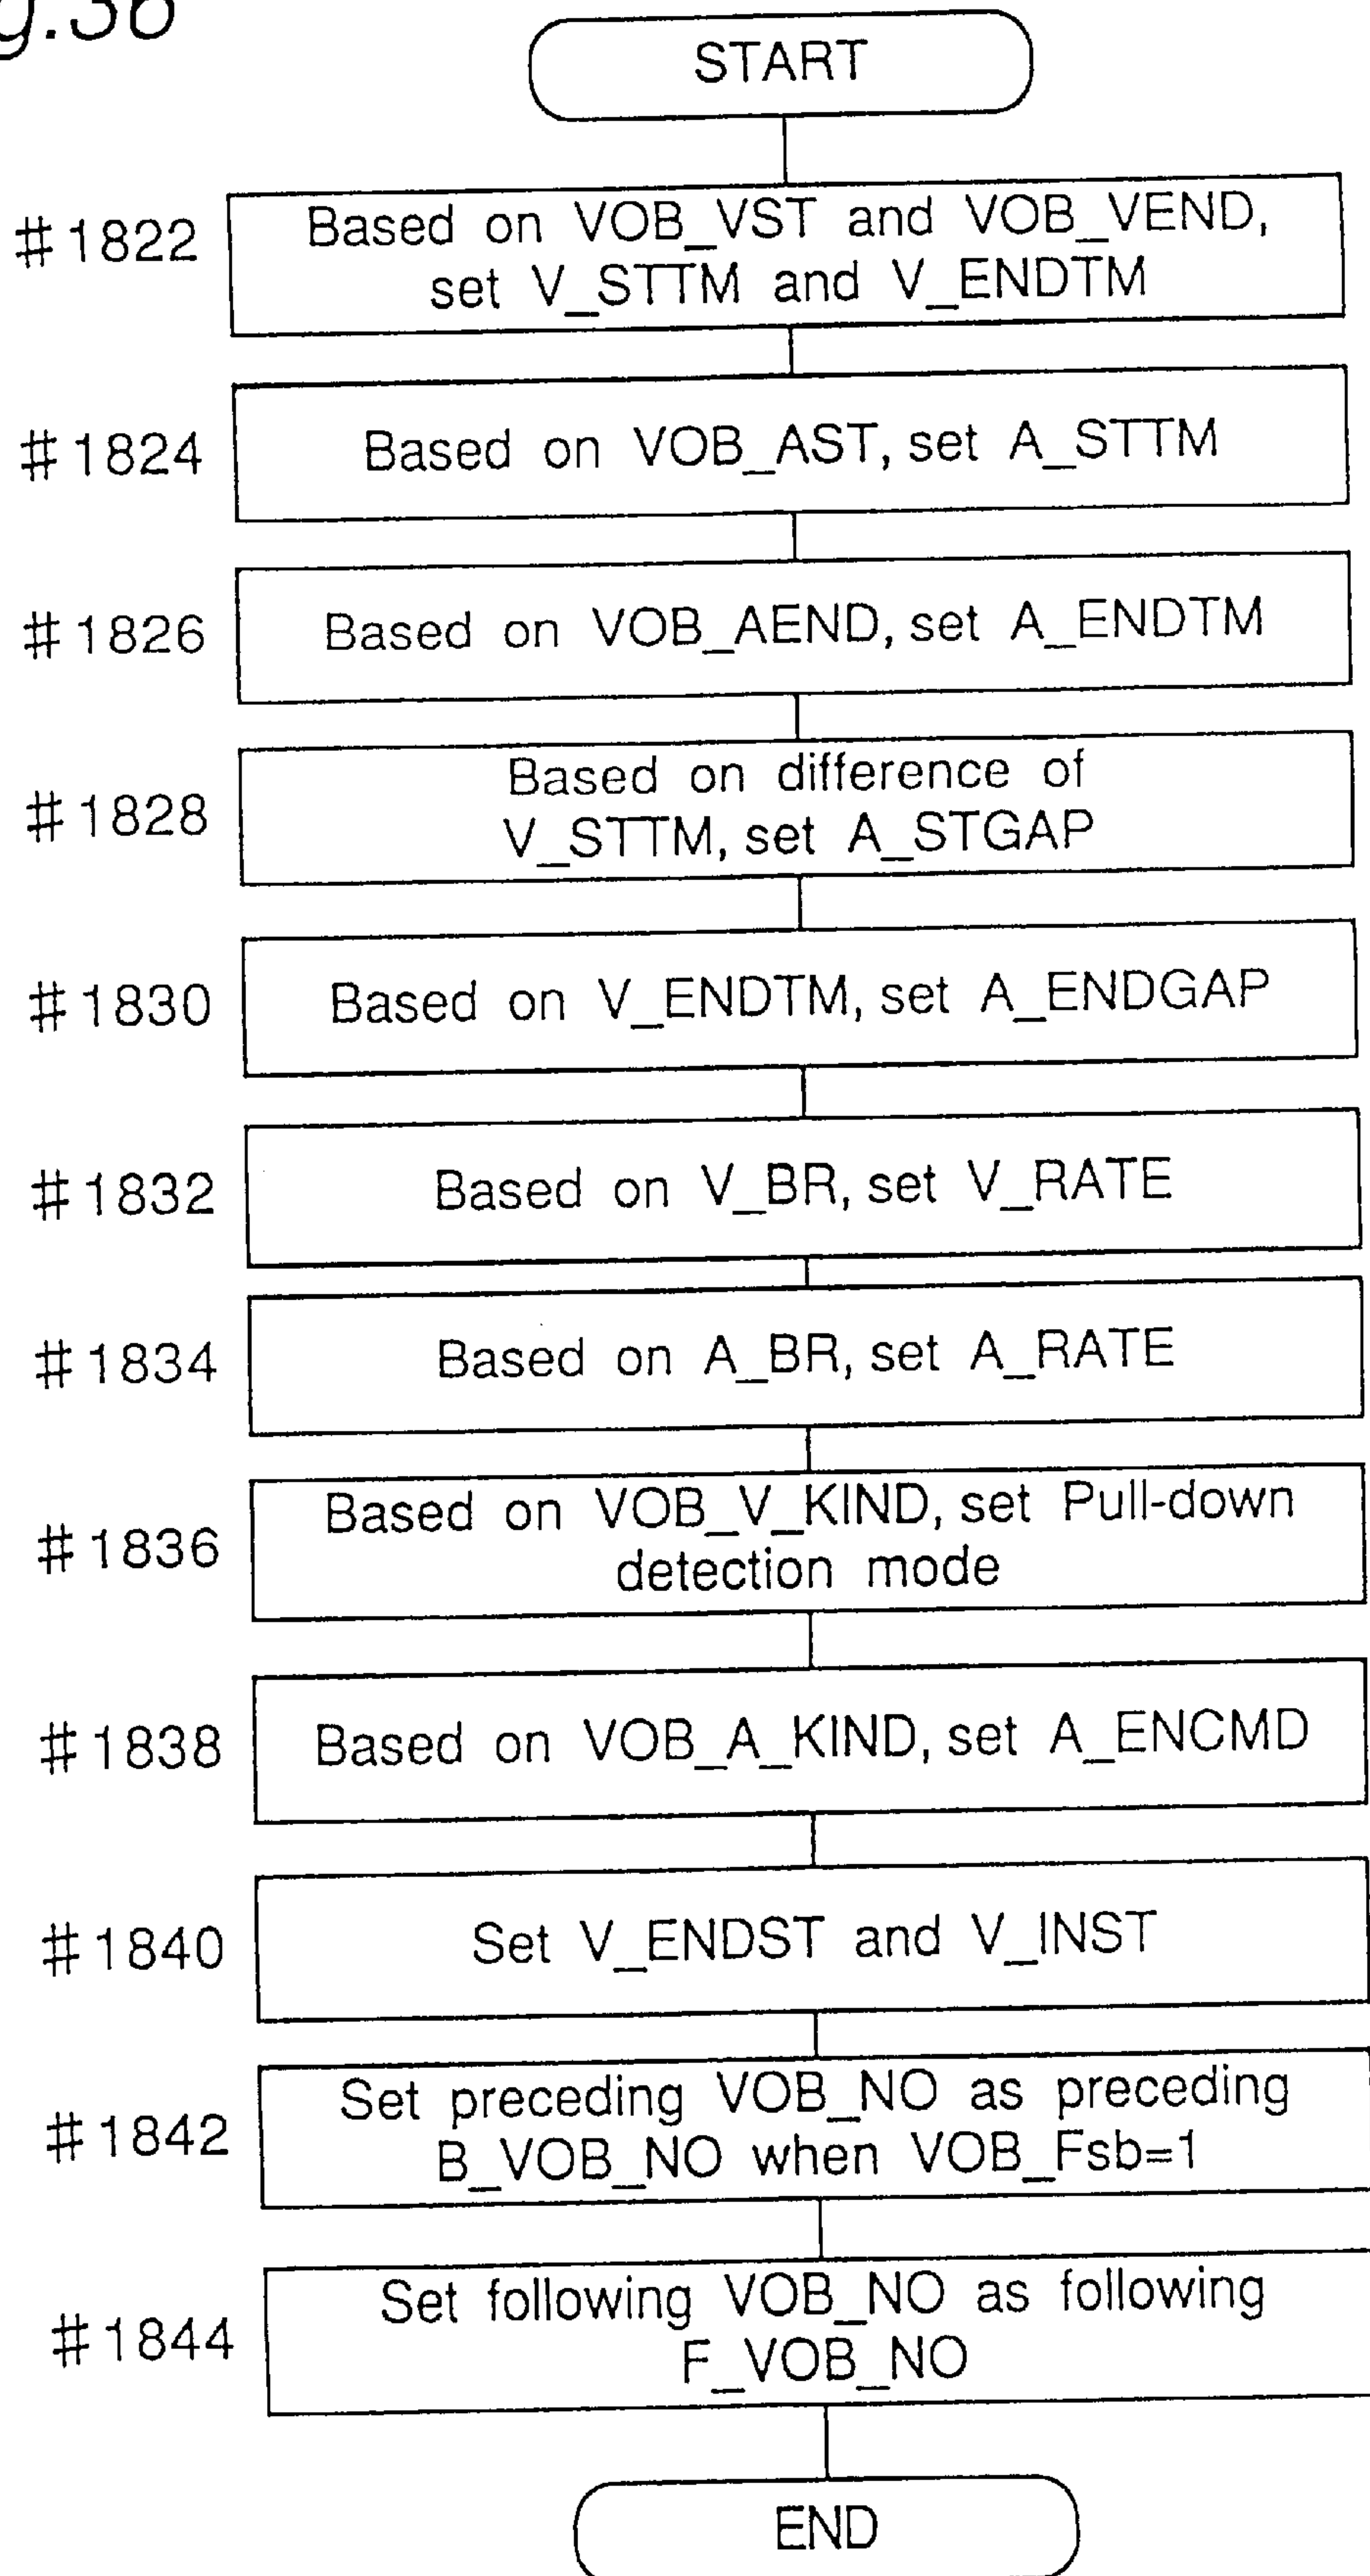 g.36
START
#1822
Based on VOB_VST and VOB_VEND,
set V_STTM and V_ENDTM
#1824
Based on VOB_AST, set A_STTM
#1826
Based on VOB_AEND, set A_ENDTM
#1828
Based on difference of
V_STTM, set A_STGAP
#1830
Based on V_ENDTM, set A_ENDGAP
#1832
Based on V_BR, set V_RATE
#1834
Based on A_BR, set A_RATE
#1836
Based on VOB_V_KIND, set Pull-down
detection mode
#1838
Based on VOB_A_KIND, set A_ENCMD
#1840
Set V_ENDST and V_INST
#1842
Set preceding VOB_NO as preceding
B_VOB_NO when VOB_Fsb=1
#1844
Set following VOB_NO as following
F_VOB_NO
END